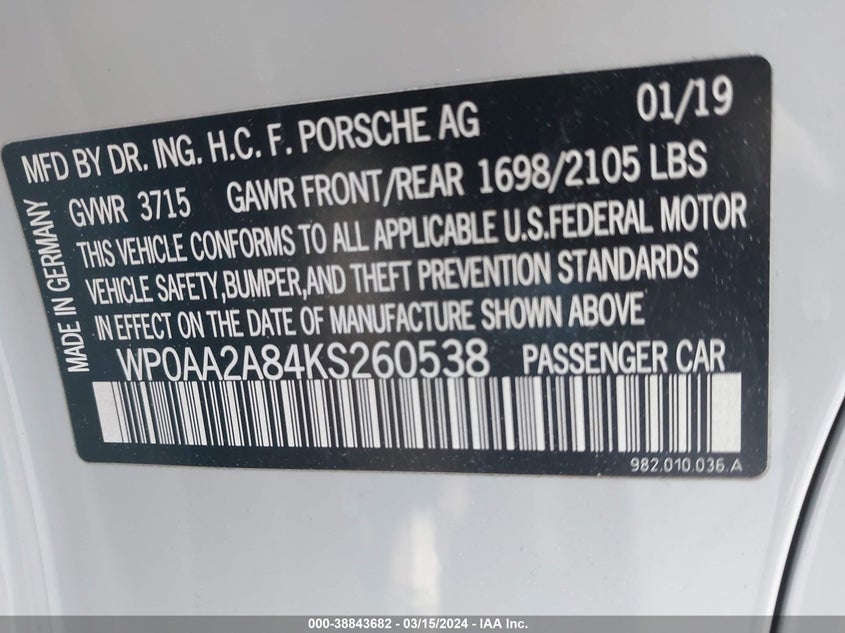 MFD BY DR. ING. H.C. F. PORSCHE AG 01/19
GVWR 3715 GAWR FRONT/REAR 1698/2105 LBS
THIS VEHICLE CONFORMS TO ALL APPLICABLE U.S.FEDERAL MOTOR
VEHICLE SAFETY,BUMPER,AND THEFT PREVENTION STANDARDS
IN EFFECT ON THE DATE OF MANUFACTURE SHOWN ABOVE
WP0AA2A84KS260538 PASSENGER CAR
982.010.036.A
MADE IN GERMANY
000-38843682 - 03/15/2024 - IAA Inc.